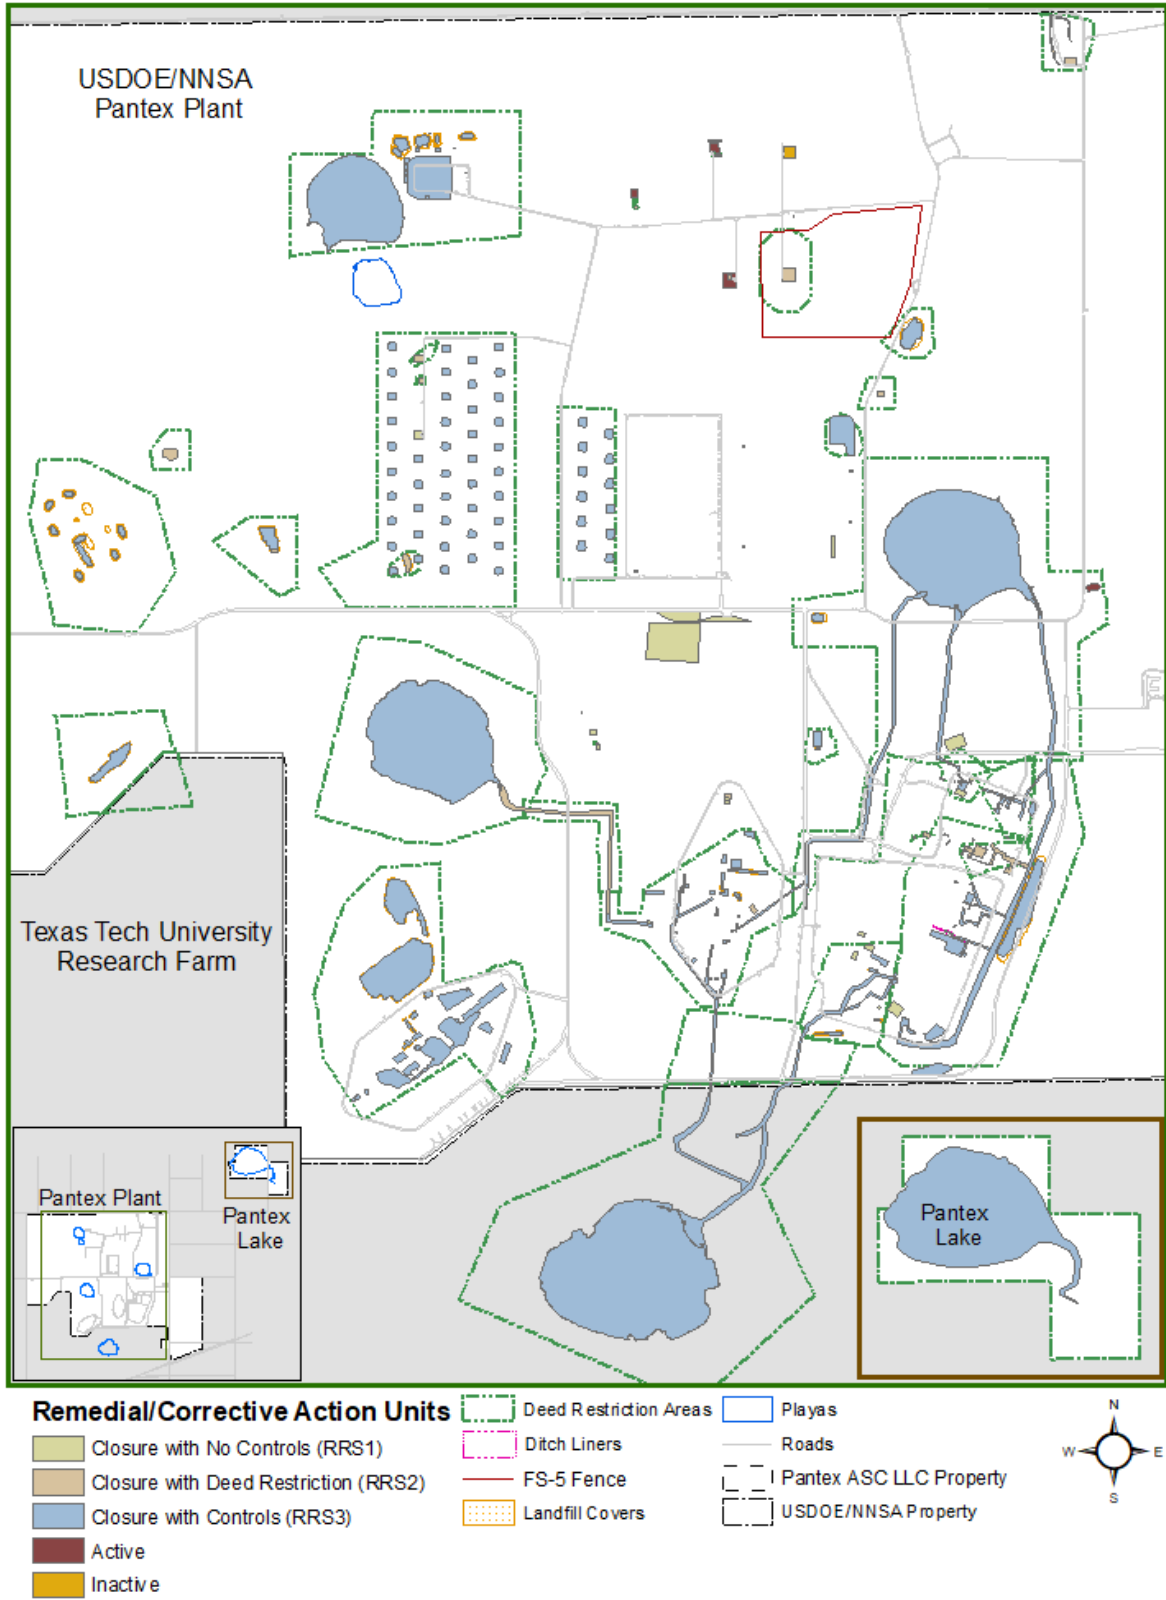 USDOE/NNSA
Pantex Plant
Texas Tech University
Research Farm
Pantex Plant
Pantex
Lake
Pantex
Lake
Remedial/Corrective Action Units
Closure with No Controls (RRS1)
Closure with Deed Restriction (RRS2)
Closure with Controls (RRS3)
Active
Inactive
Deed Restriction Areas
Ditch Liners
FS-5 Fence
Landfill Covers
Playas
Roads
Pantex ASC LLC Property
USDOE/NNSA Property
N
W
E
S